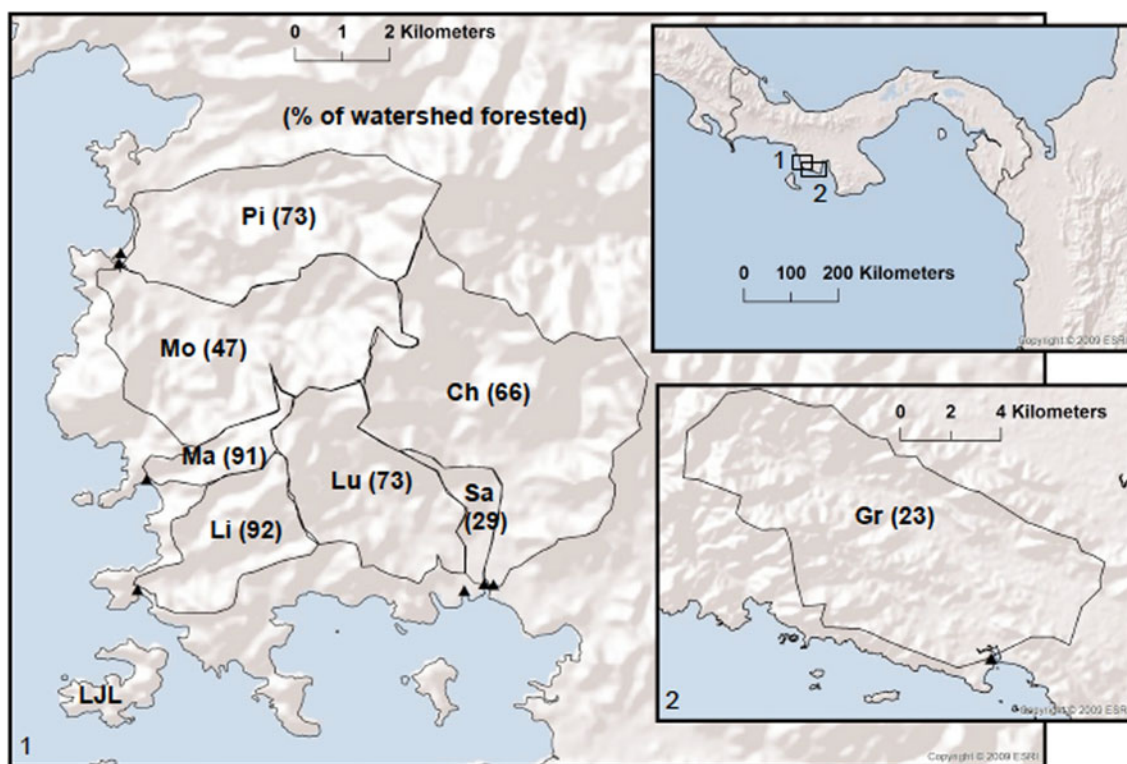 0 1 2 Kilometers
(% of watershed forested)
Pi (73)
Mo (47)
Ch (66)
Ma (91)
Lu (73)
Sa
(29)
Li (92)
LJL
1
Copyright © 2009 ESRI
1
2
0 100 200 Kilometers
Copyright © 2009 ESRI
0 2 4 Kilometers
Gr (23)
2
Copyright © 2009 ESRI